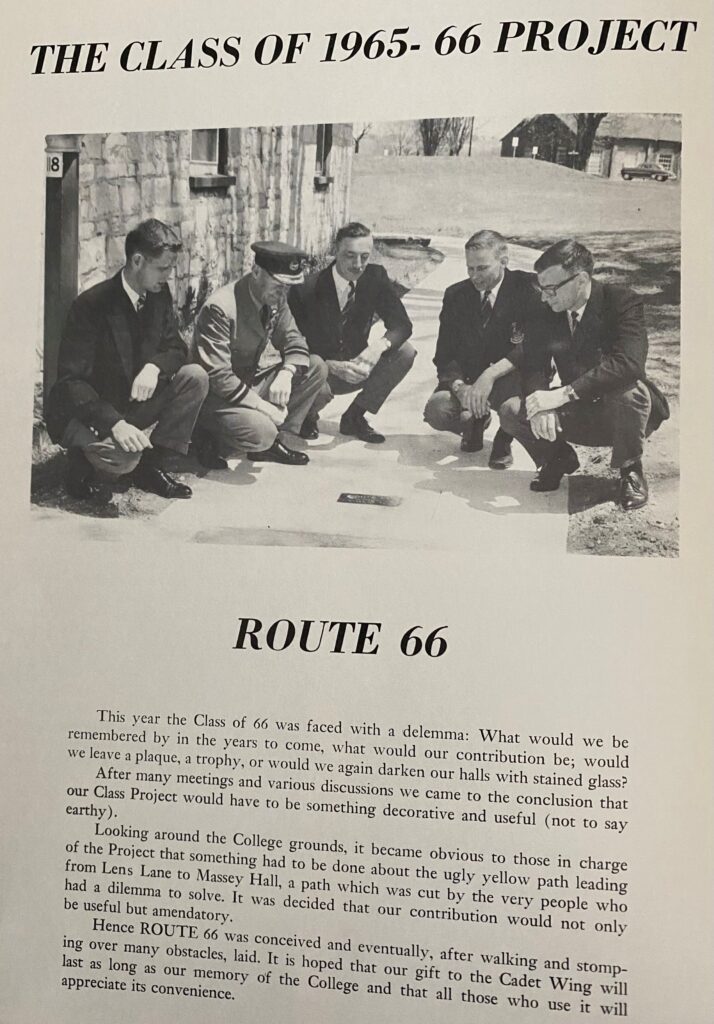 THE CLASS OF 1965- 66 PROJECT
18
ROUTE 66
This year the Class of 66 was faced with a delemma: What would we be
remembered by in the years to come, what would our contribution be; would
we leave a plaque, a trophy, or would we again darken our halls with stained glass?
After many meetings and various discussions we came to the conclusion that
our Class Project would have to be something decorative and useful (not to say
earthy).
Looking around the College grounds, it became obvious to those in charge
of the Project that something had to be done about the ugly yellow path leading
from Lens Lane to Massey Hall, a path which was cut by the very people who
had a dilemma to solve. It was decided that our contribution would not only
be useful but amendatory.
Hence ROUTE 66 was conceived and eventually, after walking and stomp-
ing over many obstacles, laid. It is hoped that our gift to the Cadet Wing will
last as long as our memory of the College and that all those who use it will
appreciate its convenience.